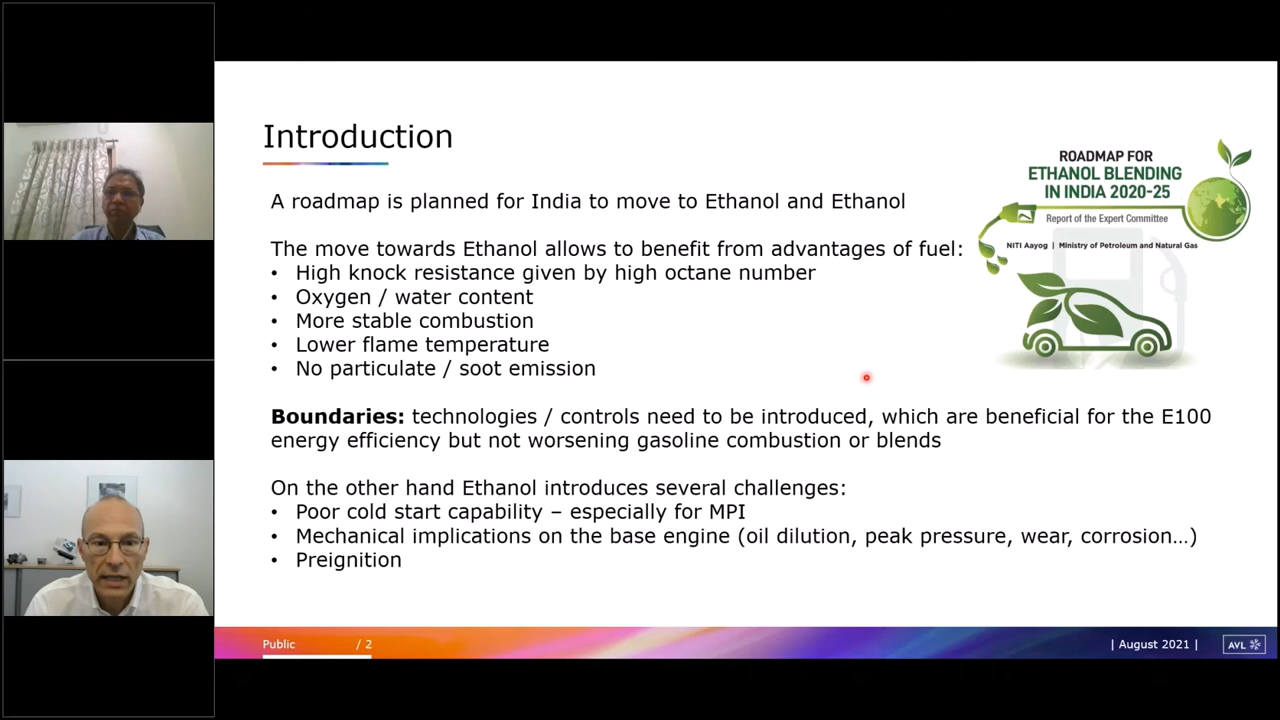 Introduction
A roadmap is planned for India to move to Ethanol and Ethanol
The move towards Ethanol allows to benefit from advantages of fuel:
• High knock resistance given by high octane number
• Oxygen / water content
• More stable combustion
• Lower flame temperature
• No particulate / soot emission
ROADMAP FOR
ETHANOL BLENDING
IN INDIA 2020-25
Report of the Expert Committee
NITI Aayog | Ministry of Petroleum and Natural Gas
Boundaries: technologies / controls need to be introduced, which are beneficial for the E100
energy efficiency but not worsening gasoline combustion or blends
On the other hand Ethanol introduces several challenges:
• Poor cold start capability – especially for MPI
• Mechanical implications on the base engine (oil dilution, peak pressure, wear, corrosion…)
• Preignition
Public / 2 | August 2021 | AVL